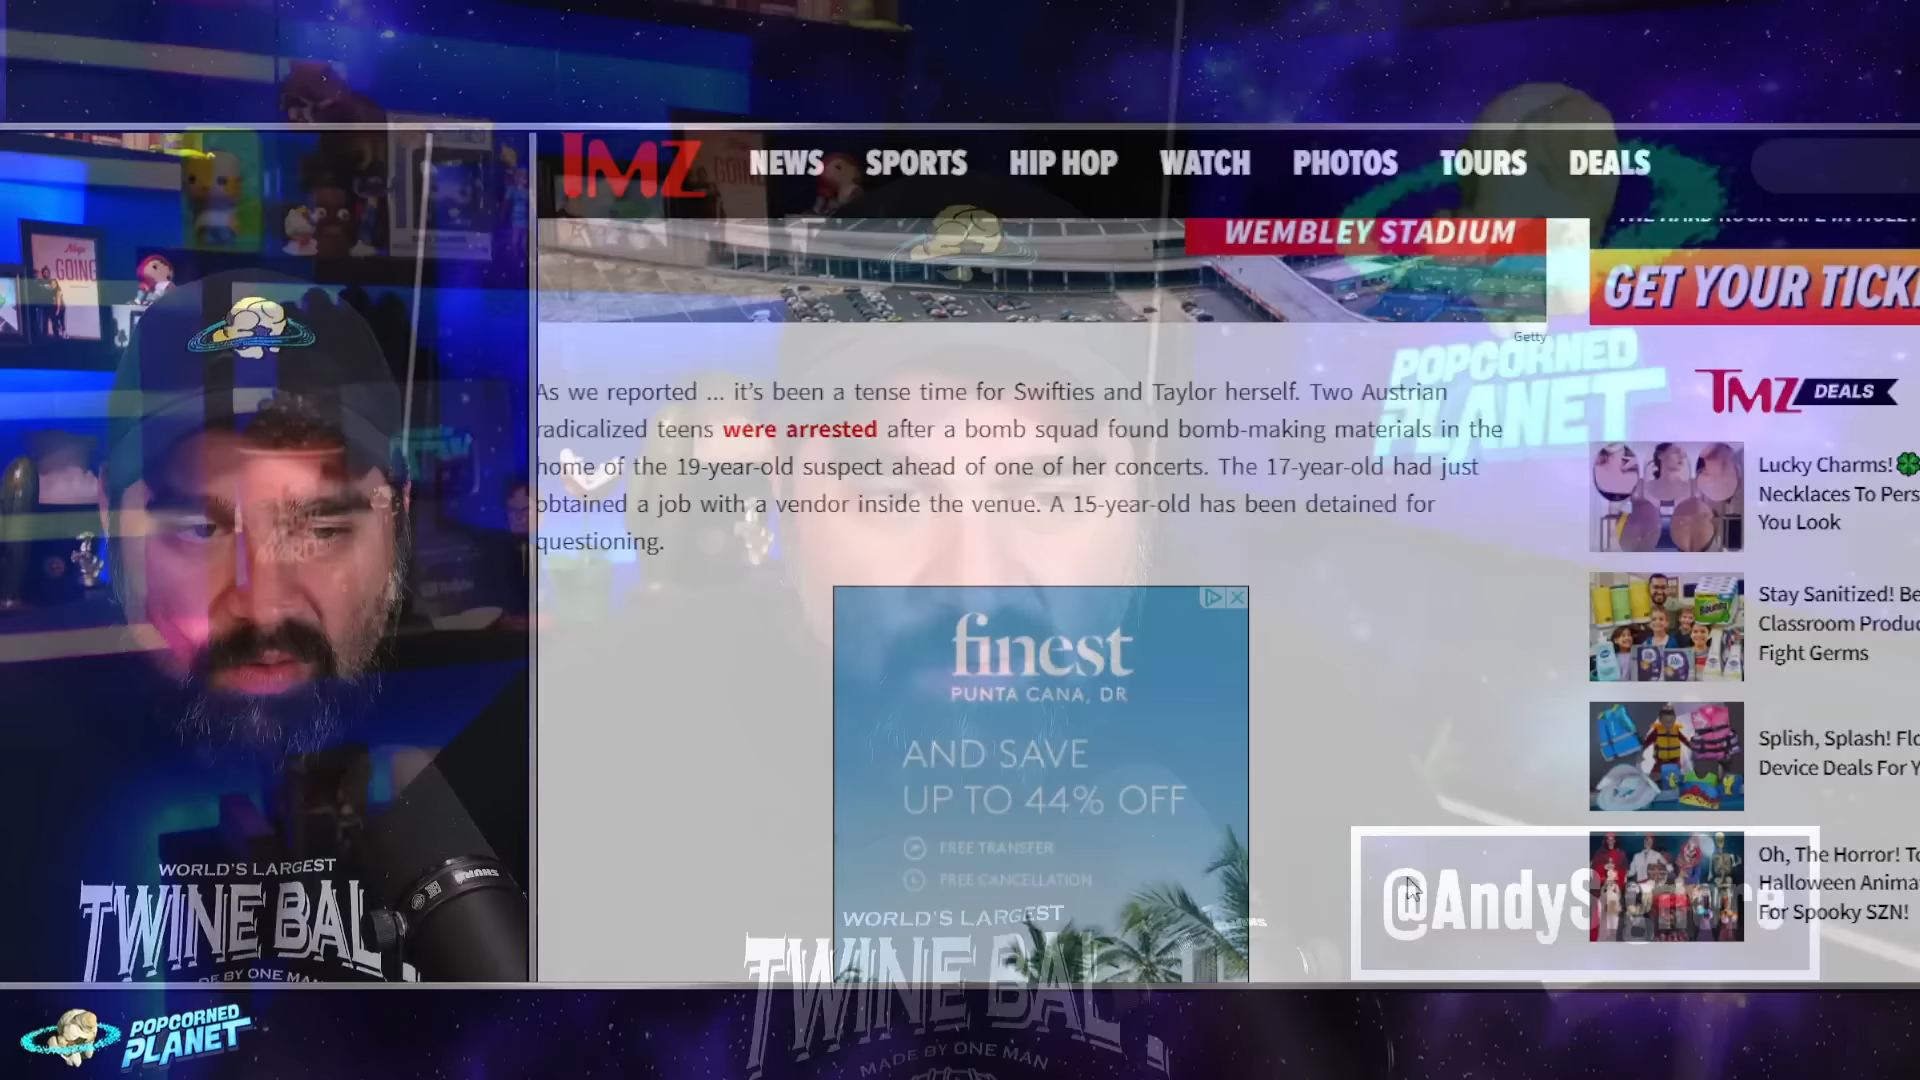 TMZ
NEWS SPORTS HIP HOP WATCH PHOTOS TOURS DEALS
WEMBLEY STADIUM
GET YOUR
Getty
As we reported ... it's been a tense time for Swifties and Taylor herself. Two Austrian
radicalized teens were arrested after a bomb squad found bomb-making materials in the
home of the 19-year-old suspect ahead of one of her concerts. The 17-year-old had just
obtained a job with a vendor inside the venue. A 15-year-old has been detained for
questioning.
POPCORNED
PLANET
TMZ DEALS
Lucky Charms!
Necklaces To
You Look
Stay Sanitized!
Classroom
Fight Germs
Splish, Splash!
Device Deals For
Oh, The Horror!
Halloween
For Spooky SZN!
@AndySignore
GOING
finest
PUNTA CANA, DR
AND SAVE
UP TO 44% OFF
FREE TRANSFER
FREE CANCELLATION
WORLD'S LARGEST
TWINE BAL
BY ONE MAN
WORLD'S LARGEST
TWINE BAL
MADE BY ONE MAN
POPCORNED
PLANET